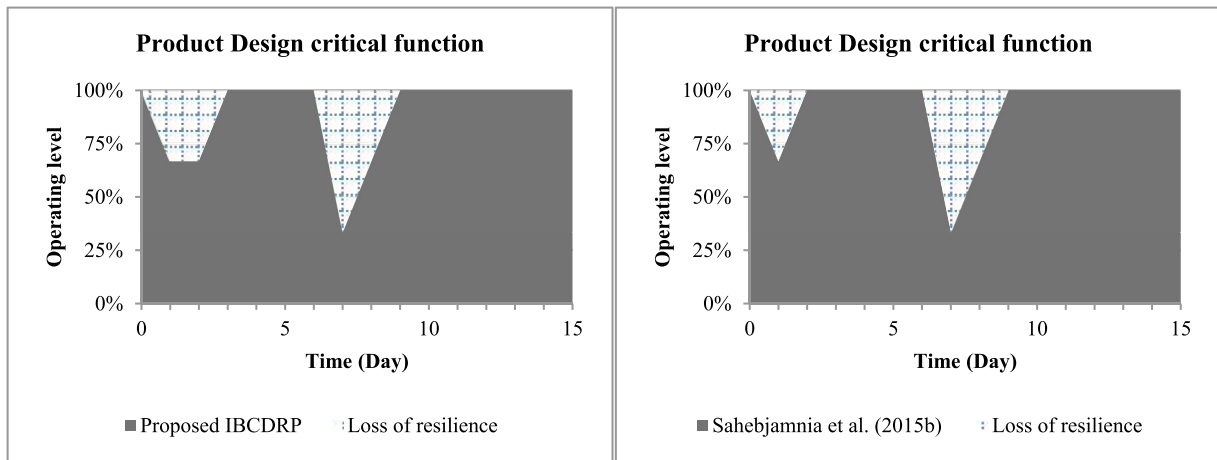 Product Design critical function
100%
75%
50%
25%
0%
Operating level
0 5 10 15
Time (Day)
Proposed IBCDRP Loss of resilience
Product Design critical function
100%
75%
50%
25%
0%
Operating level
0 5 10 15
Time (Day)
Sahebjamnia et al. (2015b) Loss of resilience